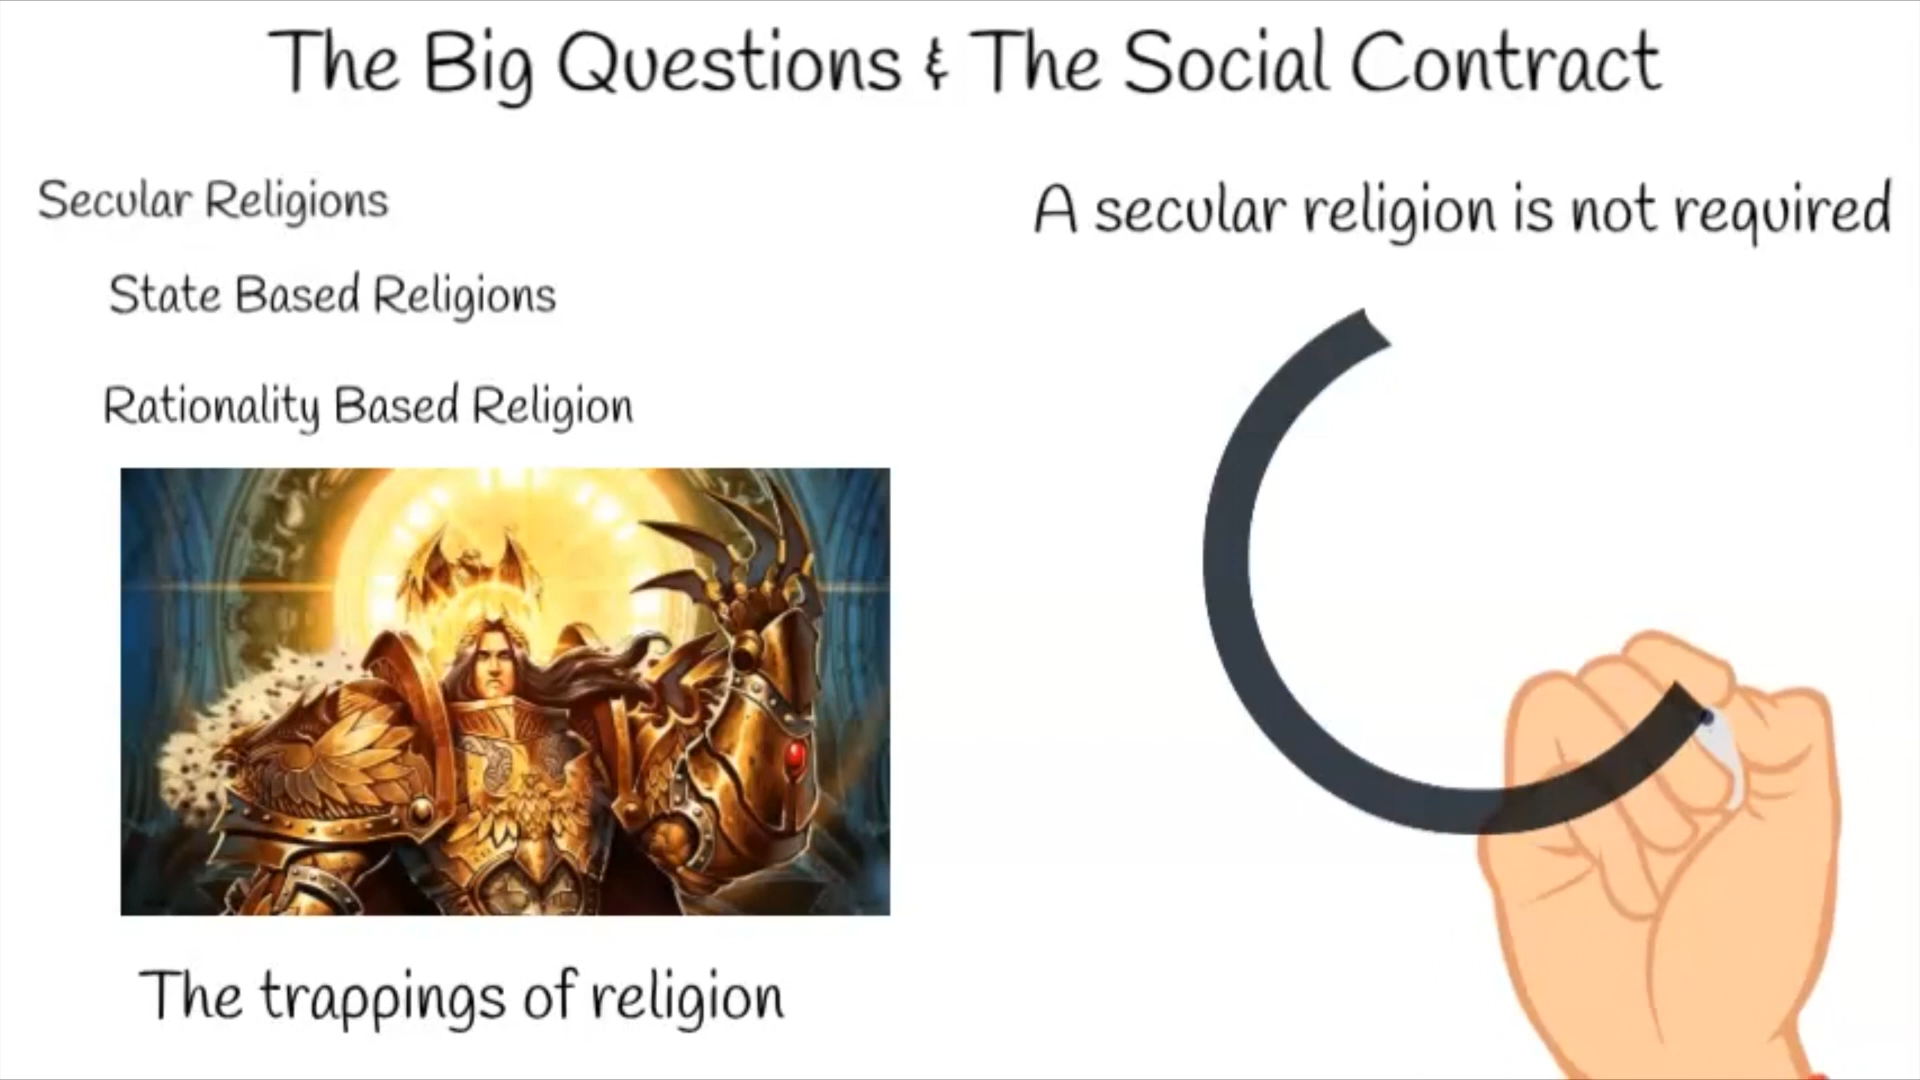 The Big Questions & The Social Contract
Secular Religions
State Based Religions
Rationality Based Religion
The trappings of religion
A secular religion is not required